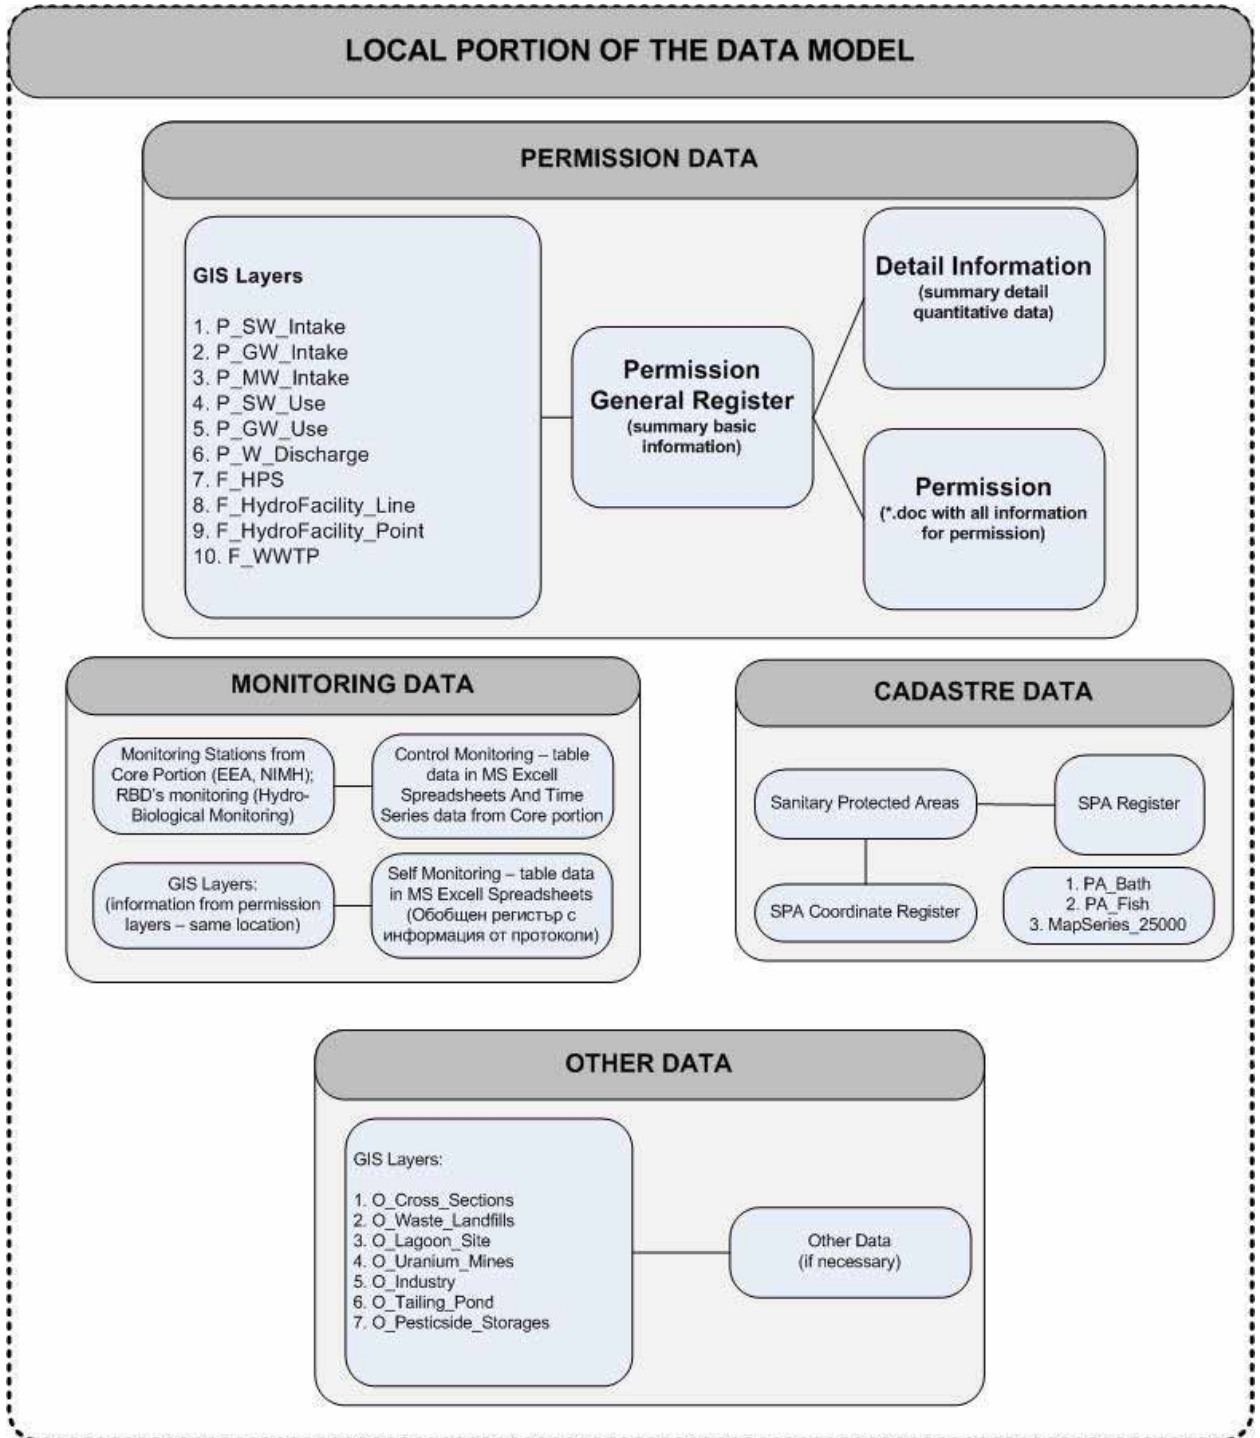 LOCAL PORTION OF THE DATA MODEL
PERMISSION DATA
GIS Layers
1. P_SW_Intake
2. P_GW_Intake
3. P_MW_Intake
4. P_SW_Use
5. P_GW_Use
6. P_W_Discharge
7. F_HPS
8. F_HydroFacility_Line
9. F_HydroFacility_Point
10. F_WWTP
Permission
General Register
(summary basic
information)
Detail Information
(summary detail
quantitative data)
Permission
(*.doc with all information
for permission)
MONITORING DATA
Monitoring Stations from
Core Portion (EEA, NIMH);
RBD's monitoring (Hydro-
Biological Monitoring)
Control Monitoring – table
data in MS Excell
Spreadsheets And Time
Series data from Core portion
GIS Layers:
(information from permission
layers – same location)
Self Monitoring – table data
in MS Excell Spreadsheets
(Обобщен регистър с
информация от протоколи)
CADASTRE DATA
Sanitary Protected Areas
SPA Register
SPA Coordinate Register
1. PA_Bath
2. PA_Fish
3. MapSeries_25000
OTHER DATA
GIS Layers:
1. O_Cross_Sections
2. O_Waste_Landfills
3. O_Lagoon_Site
4. O_Uranium_Mines
5. O_Industry
6. O_Tailing_Pond
7. O_Pesticside_Storages
Other Data
(if necessary)